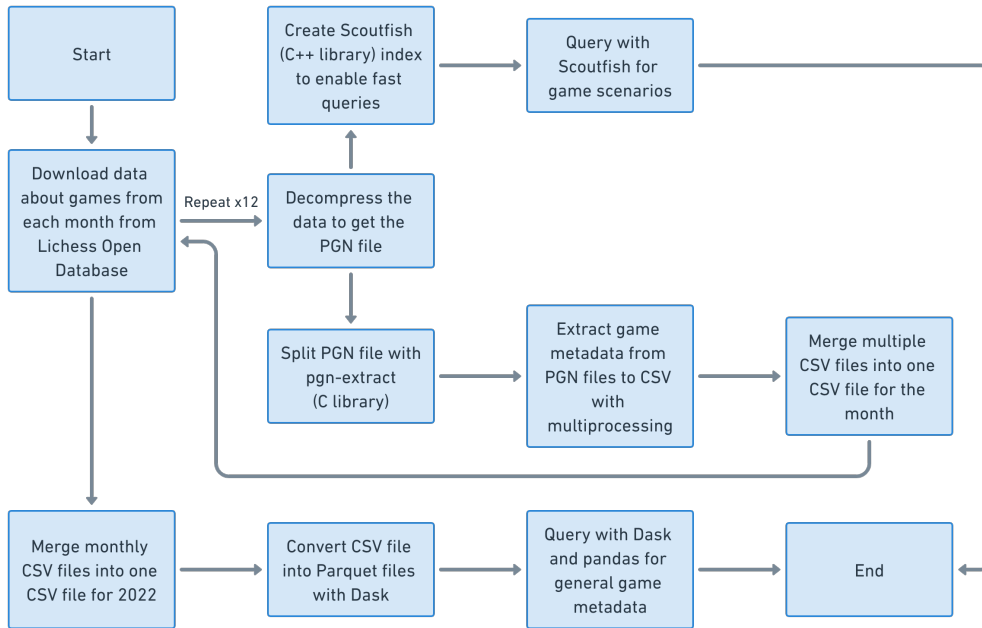 Start
Create Scoutfish
(C++ library) index
to enable fast
queries
Query with
Scoutfish for
game scenarios
Download data
about games from
each month from
Lichess Open
Database
Repeat x12
Decompress the
data to get the
PGN file
Split PGN file with
pgn-extract
(C library)
Extract game
metadata from
PGN files to CSV
with
multiprocessing
Merge multiple
CSV files into one
CSV file for the
month
Merge monthly
CSV files into one
CSV file for 2022
Convert CSV file
into Parquet files
with Dask
Query with Dask
and pandas for
general game
metadata
End